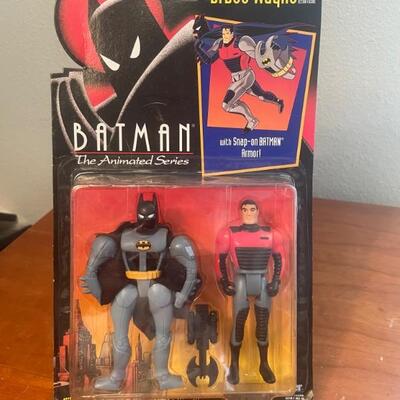 Bruce Wayne
with Snap-on BATMAN
Armor!
BATMAN®
The Animated Series